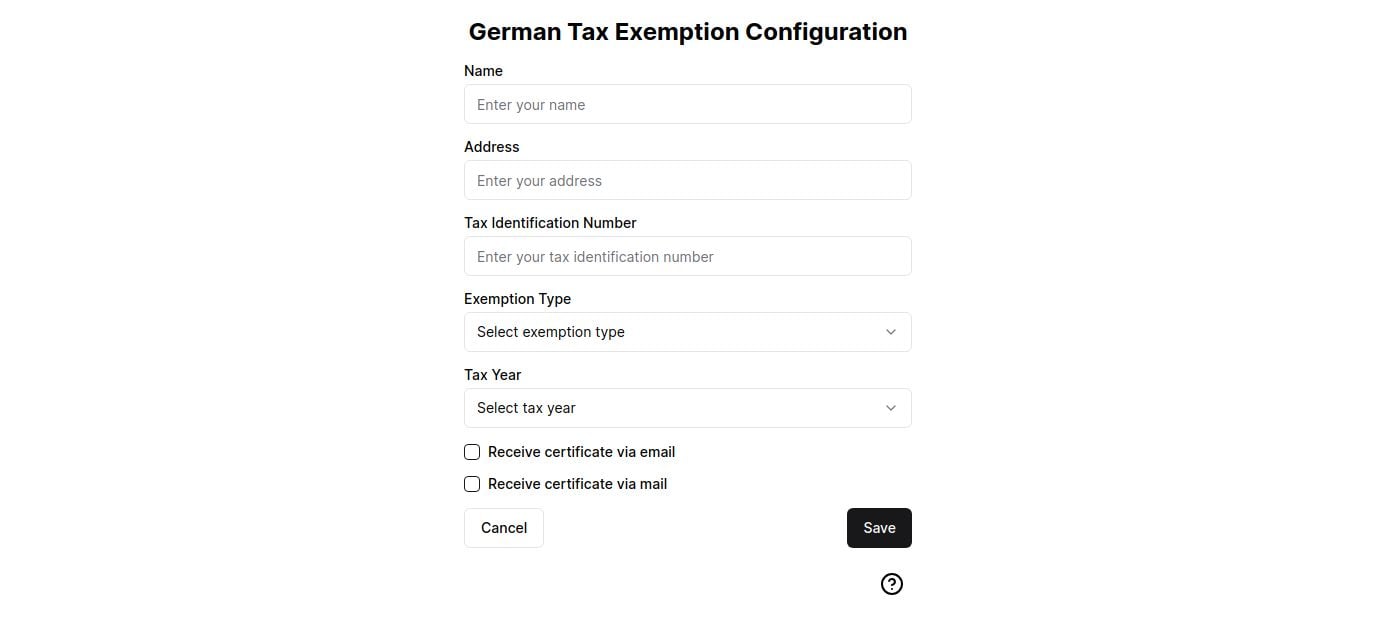 German Tax Exemption Configuration
Name
Enter your name
Address
Enter your address
Tax Identification Number
Enter your tax identification number
Exemption Type
Select exemption type
Tax Year
Select tax year
Receive certificate via email
Receive certificate via mail
Cancel
Save
?